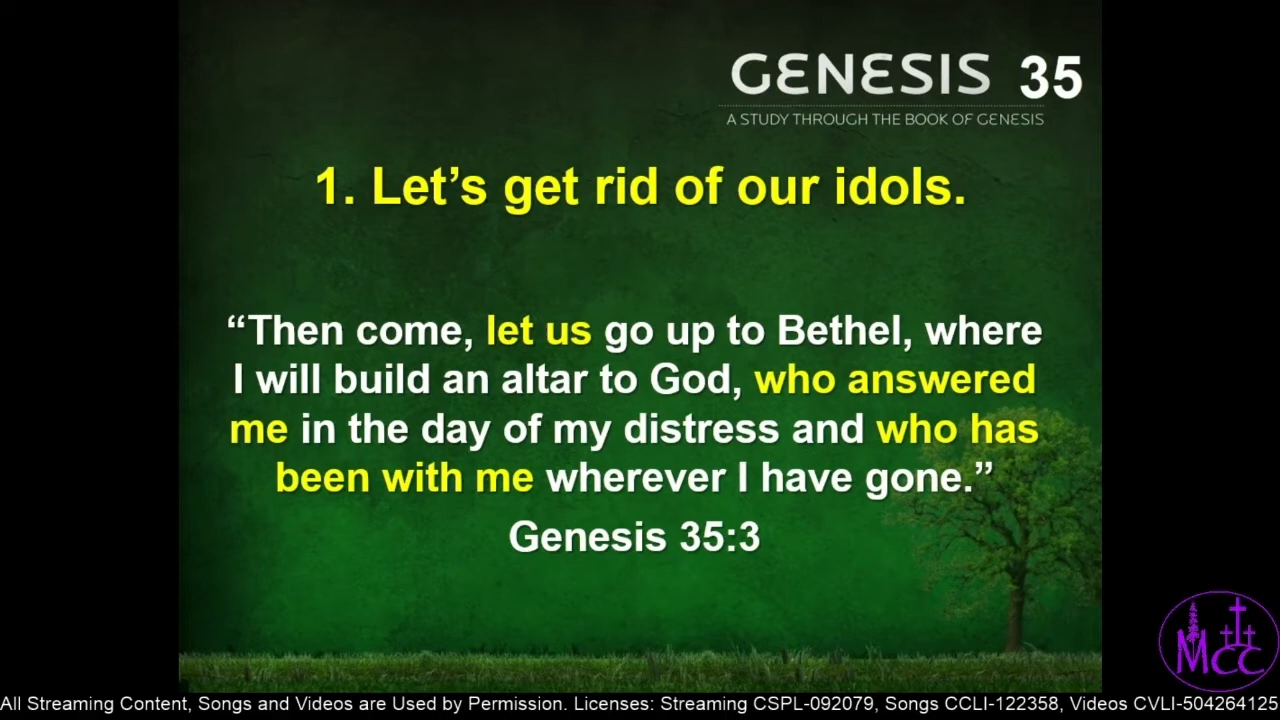 GENESIS 35
A STUDY THROUGH THE BOOK OF GENESIS
1. Let’s get rid of our idols.
“Then come, let us go up to Bethel, where
I will build an altar to God, who answered
me in the day of my distress and who has
been with me wherever I have gone.”
Genesis 35:3
MCC
All Streaming Content, Songs and Videos are Used by Permission. Licenses: Streaming CSPL-092079, Songs CCLI-122358, Videos CVLI-504264125